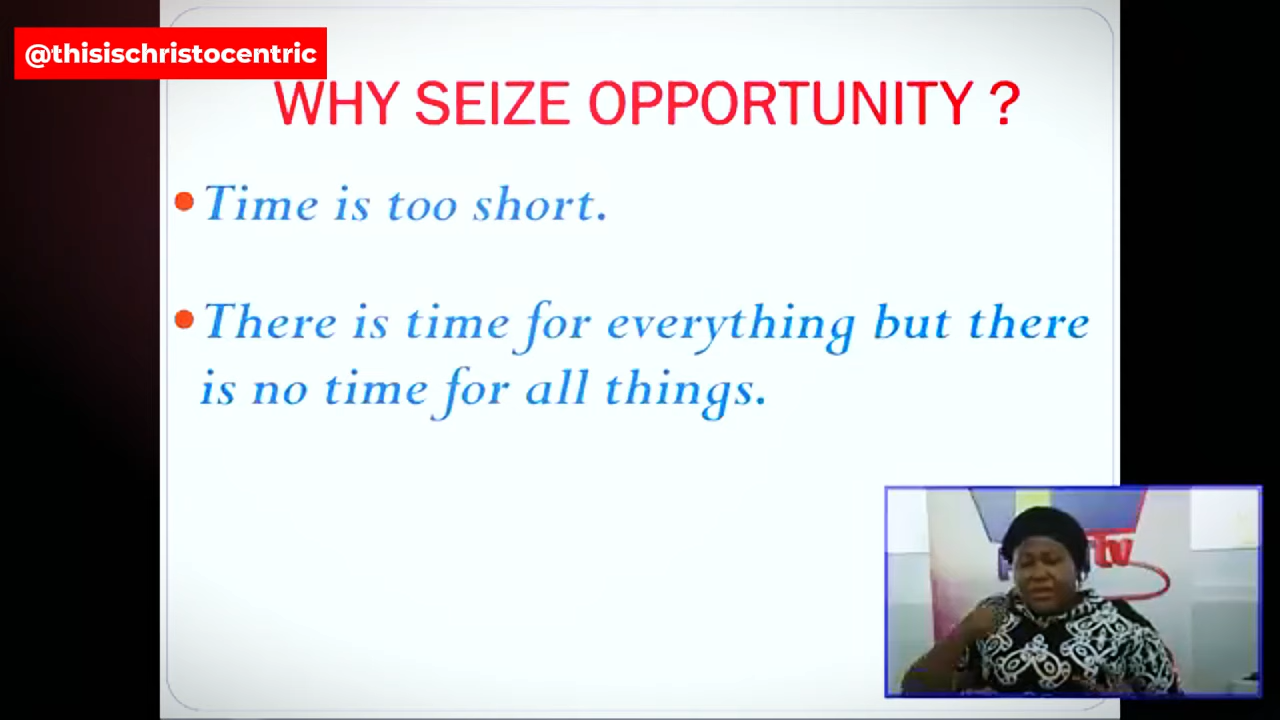 @thisischristocentric
WHY SEIZE OPPORTUNITY ?
• Time is too short.
• There is time for everything but there
is no time for all things.
tv